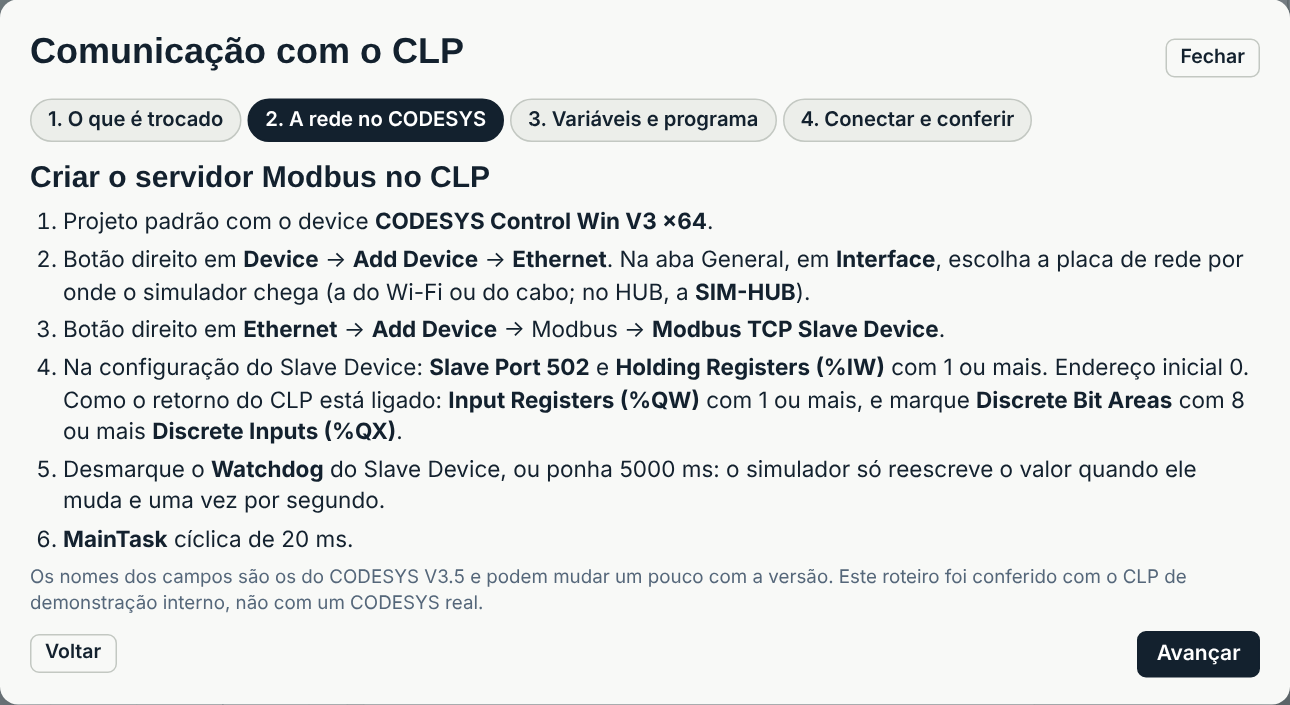 Comunicação com o CLP
Fechar
1. O que é trocado
2. A rede no CODESYS
3. Variáveis e programa
4. Conectar e conferir
Criar o servidor Modbus no CLP
1. Projeto padrão com o device CODESYS Control Win V3 ×64.
2. Botão direito em Device → Add Device → Ethernet. Na aba General, em Interface, escolha a placa de rede por
onde o simulador chega (a do Wi-Fi ou do cabo; no HUB, a SIM-HUB).
3. Botão direito em Ethernet → Add Device → Modbus → Modbus TCP Slave Device.
4. Na configuração do Slave Device: Slave Port 502 e Holding Registers (%IW) com 1 ou mais. Endereço inicial 0.
Como o retorno do CLP está ligado: Input Registers (%QW) com 1 ou mais, e marque Discrete Bit Areas com 8
ou mais Discrete Inputs (%QX).
5. Desmarque o Watchdog do Slave Device, ou ponha 5000 ms: o simulador só reescreve o valor quando ele
muda e uma vez por segundo.
6. MainTask cíclica de 20 ms.
Os nomes dos campos são os do CODESYS V3.5 e podem mudar um pouco com a versão. Este roteiro foi conferido com o CLP de
demonstração interno, não com um CODESYS real.
Voltar
Avançar